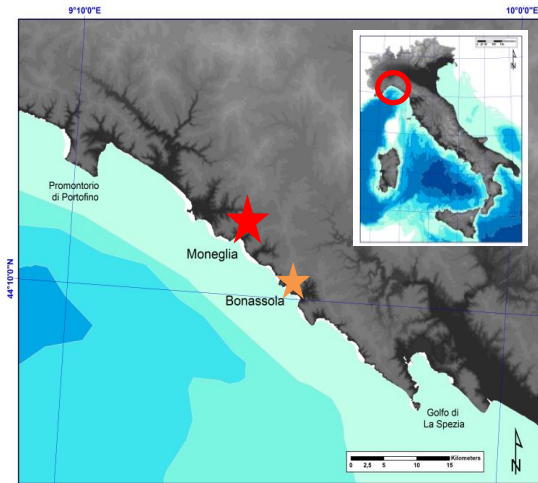 9°10'0"E
10°0'0"E
N
Promontorio
di Portofino
Moneglia
44°10'0"N
Bonassola
Golfo di
La Spezia
Kilometers
0 2,5 5 10 15
N